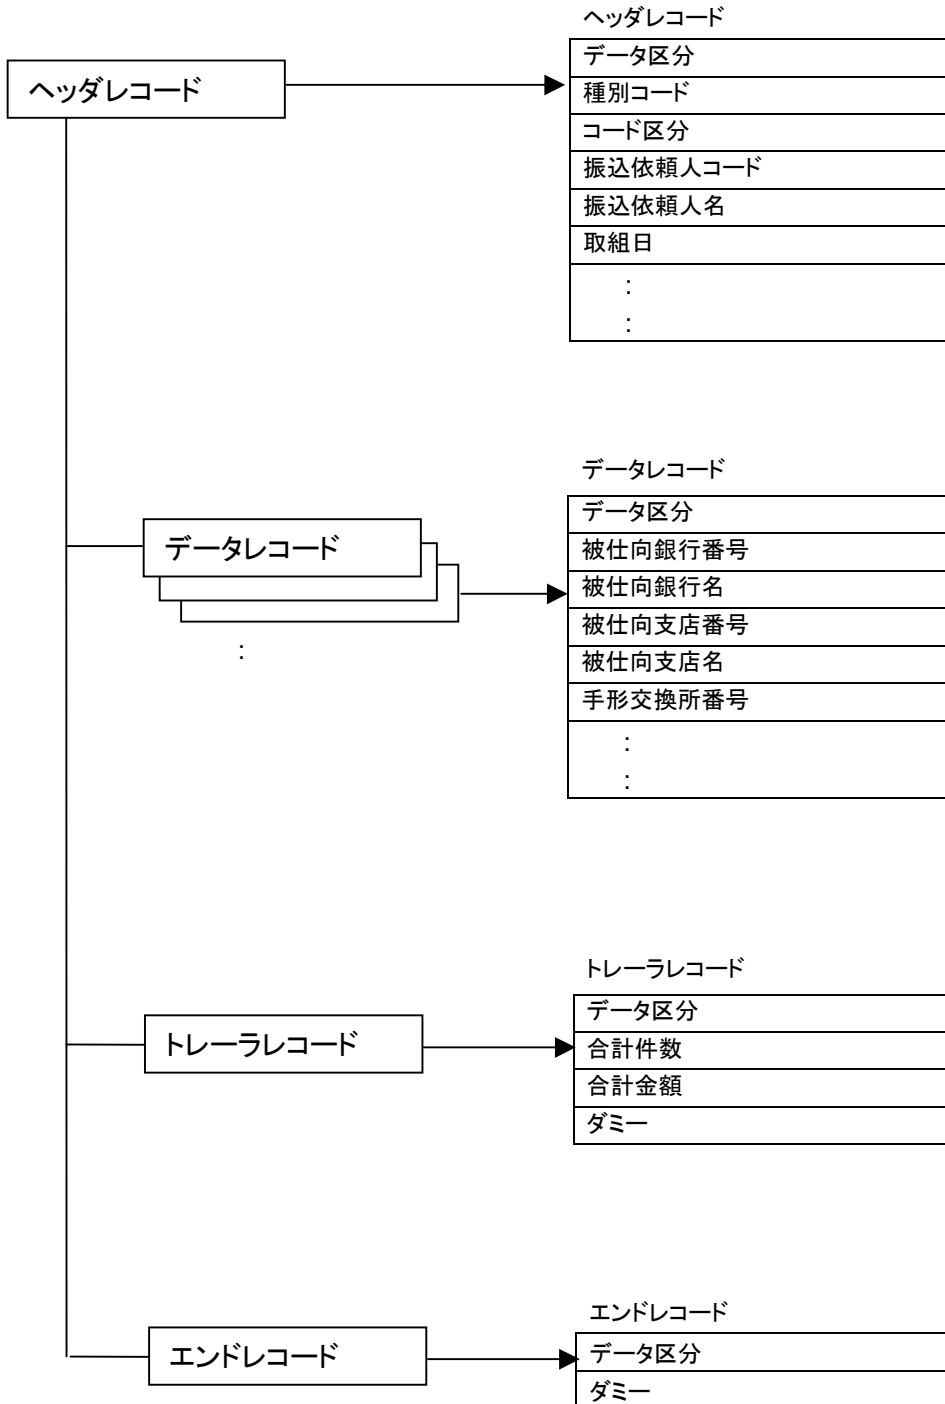 ヘッダレコード
ヘッダレコード
データ区分
種別コード
コード区分
振込依頼人コード
振込依頼人名
取組日
:
:
データレコード
:
データレコード
データ区分
被仕向銀行番号
被仕向銀行名
被仕向支店番号
被仕向支店名
手形交換所番号
:
:
トレーラレコード
トレーラレコード
データ区分
合計件数
合計金額
ダミー
エンドレコード
エンドレコード
データ区分
ダミー